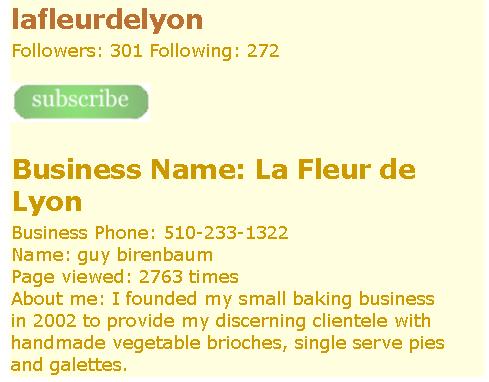 lafleurdelyon
Followers: 301 Following: 272
subscribe
Business Name: La Fleur de
Lyon
Business Phone: 510-233-1322
Name: guy birenbaum
Page viewed: 2763 times
About me: I founded my small baking business
in 2002 to provide my discerning clientele with
handmade vegetable brioches, single serve pies
and galettes.